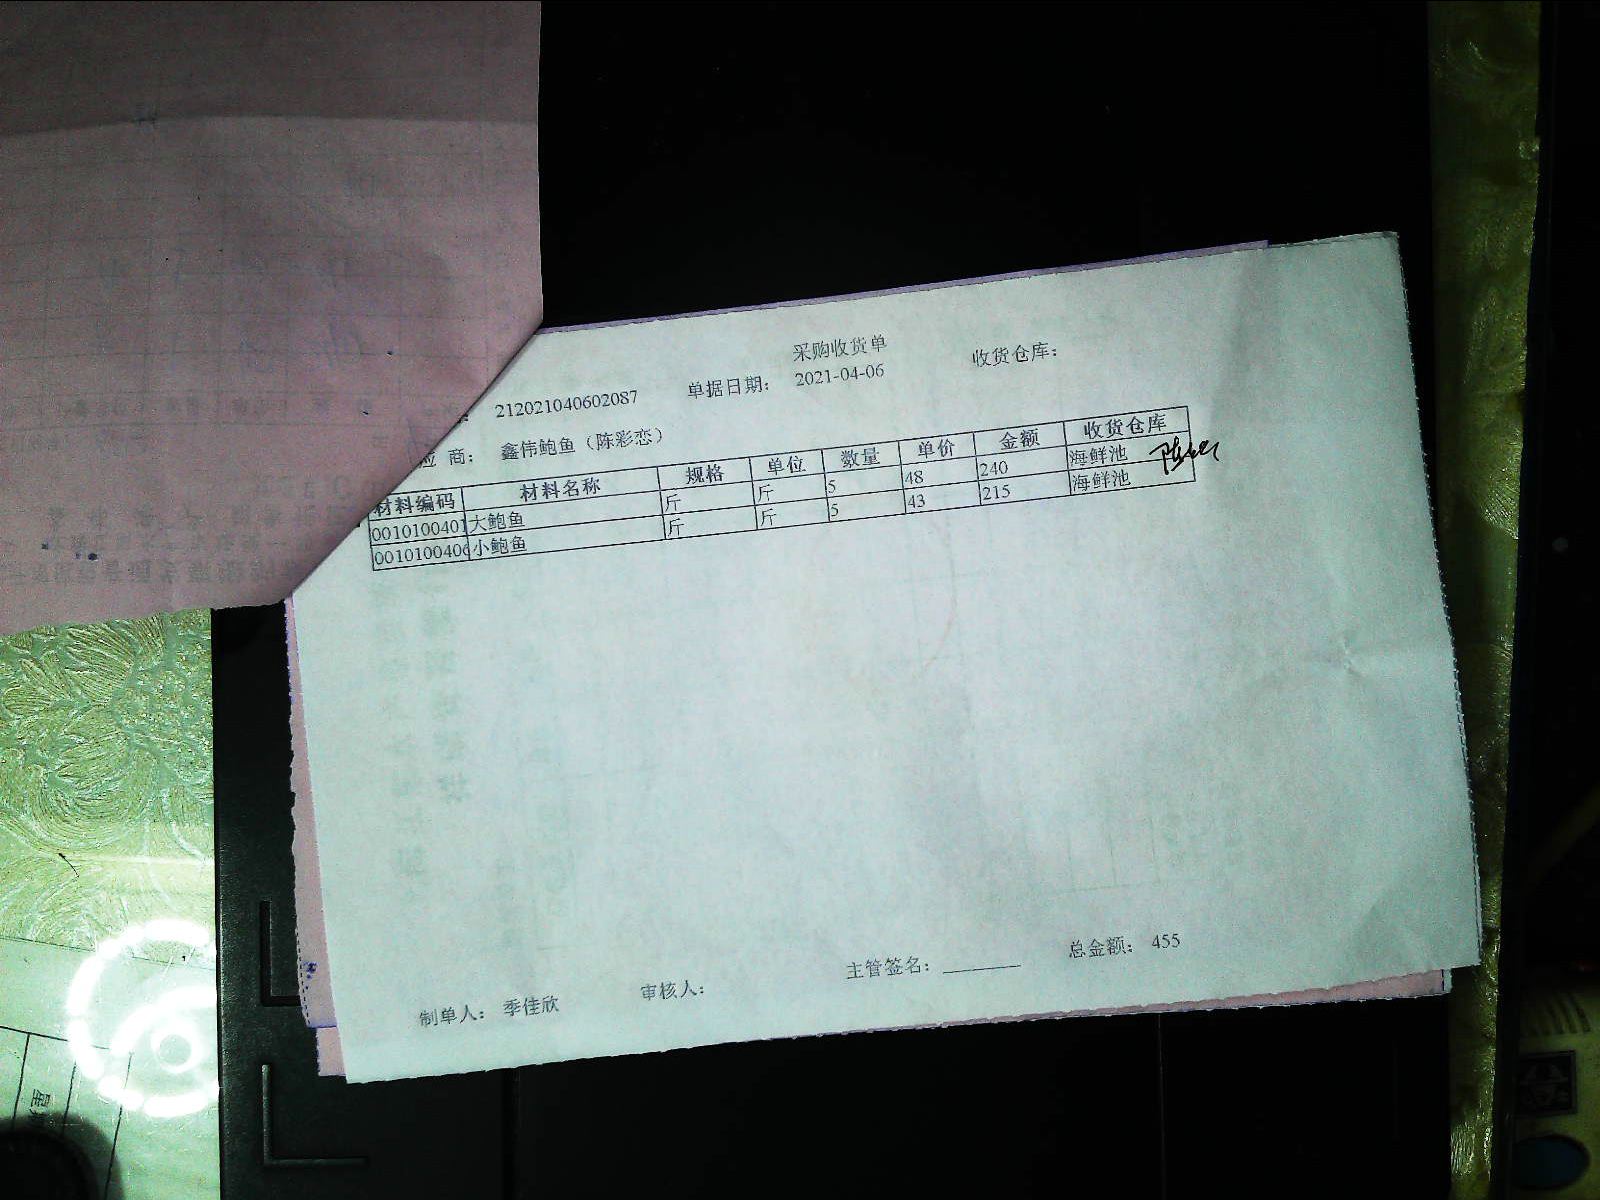 采购收货单
212021040602087 单据日期： 2021-04-06 收货仓库：
应 商： 鑫伟鲍鱼（陈彩恋）
材料编码 材料名称 规格 单位 数量 单价 金额 收货仓库
0010100401 大鲍鱼 斤 斤 5 48 240 海鲜池
001010040 小鲍鱼 斤 斤 5 43 215 海鲜池
制单人： 季佳欣 审核人： 主管签名： 总金额： 455